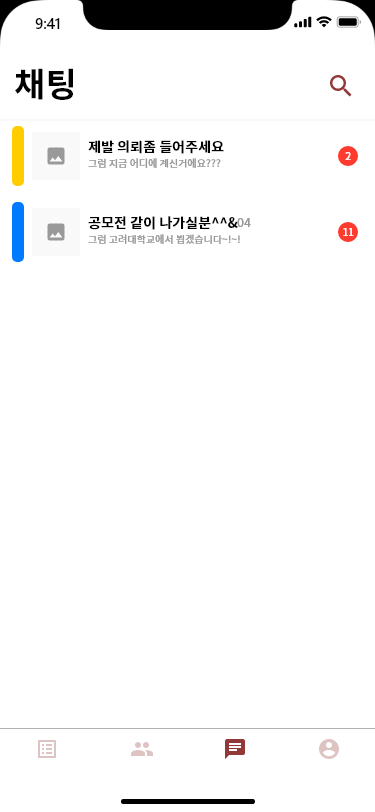 9:41
채팅
제발 의뢰좀 들어주세요
그럼 지금 어디에 계신거에요???
2
공모전 같이 나가실분^^&04
그럼 고려대학교에서 뵙겠습니다~!~!
11